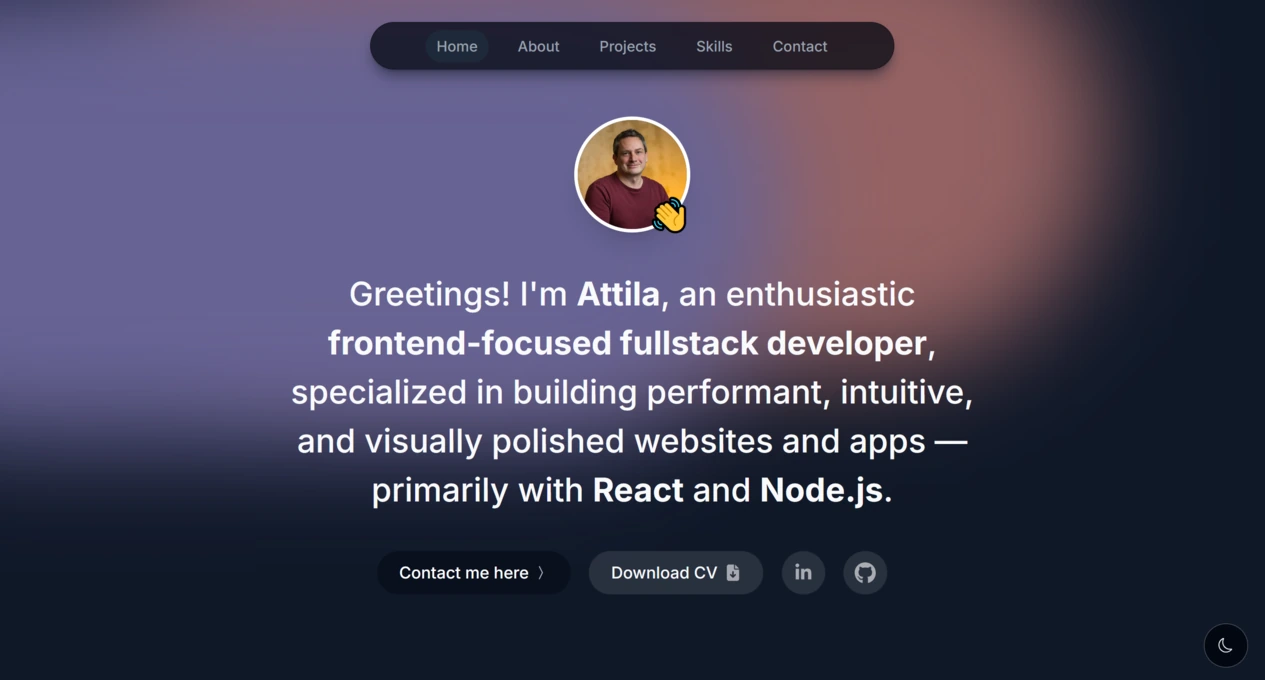 Home About Projects Skills Contact
Greetings! I'm Attila, an enthusiastic
frontend-focused fullstack developer,
specialized in building performant, intuitive,
and visually polished websites and apps —
primarily with React and Node.js.
Contact me here 〉 Download CV in